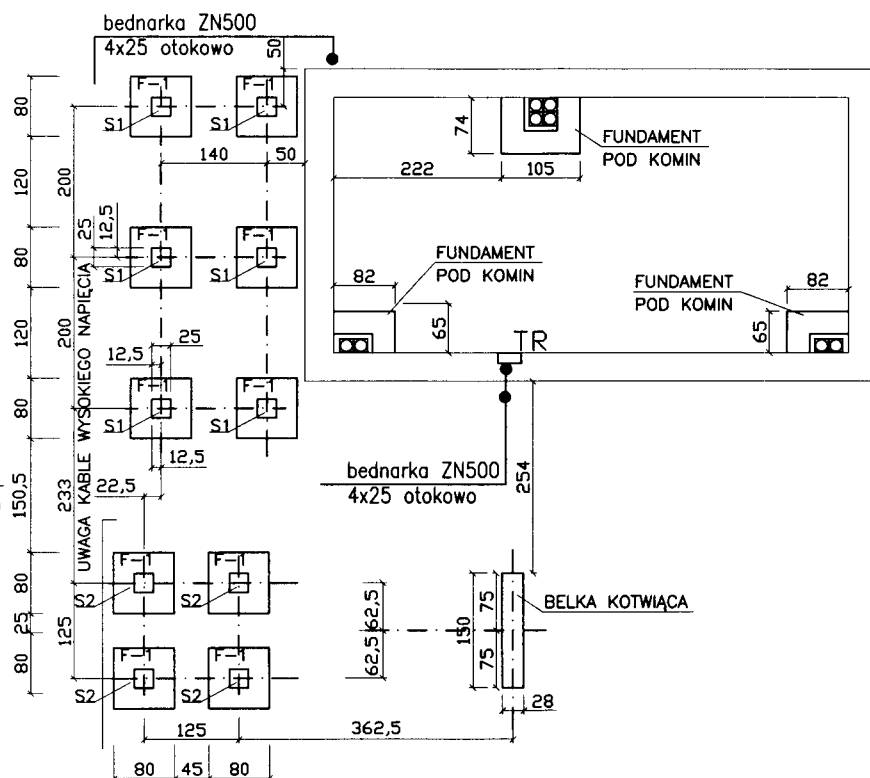 bednarka ZN500
4x25 otokowo
50
F-1
F-1
S1
S1
80
74
FUNDAMENT
POD KOMIN
140
50
222
105
120
200
25
12,5
F-1
F-1
S1
S1
80
82
FUNDAMENT
POD KOMIN
FUNDAMENT
POD KOMIN
82
65
65
TR
UWAGA KABLE WYSOKIEGO NAPIĘCIA
120
200
25
12,5
F-1
F-1
S1
S1
80
12,5
bednarka ZN500
4x25 otokowo
254
22,5
150,5
233
F-1
F-1
S2
S2
80
62,5
62,5
150
75
75
BELKA KOTWIĄCA
25
125
F-1
F-1
S2
S2
80
28
125
362,5
80
45
80